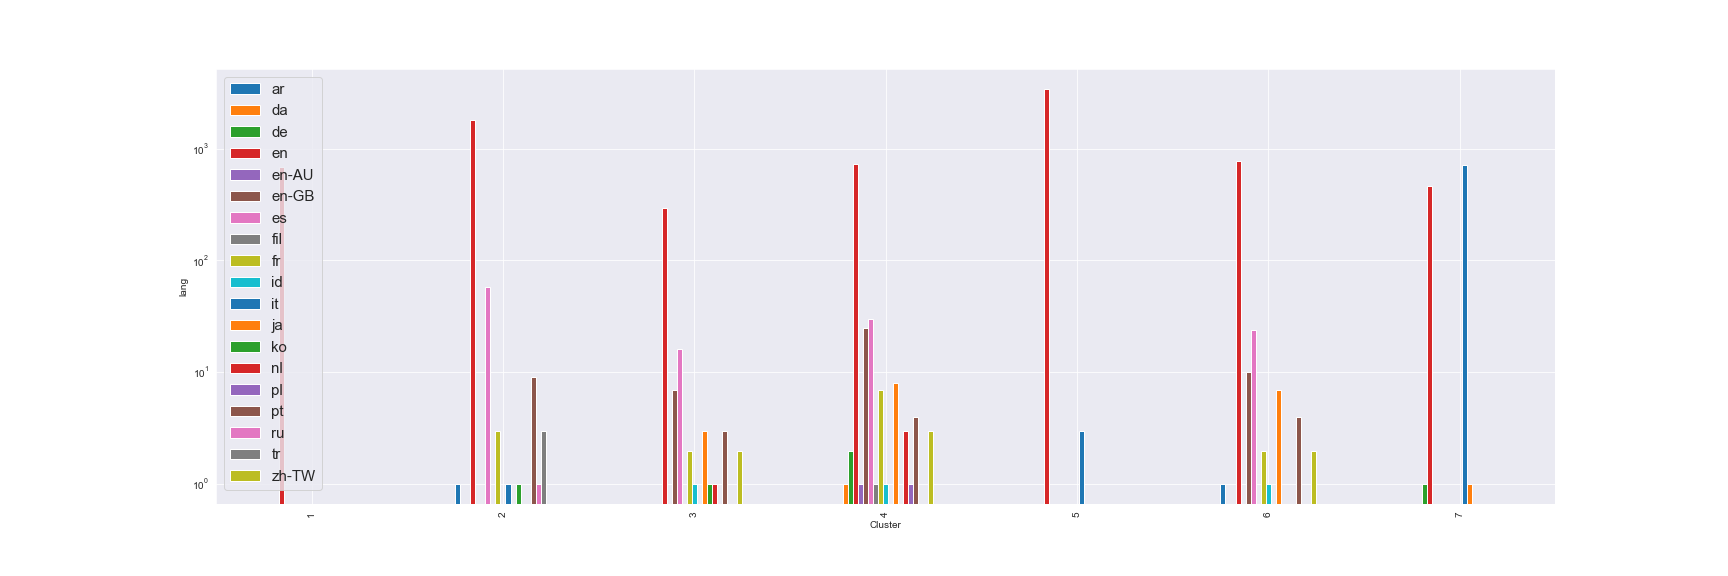 ar
da
de
en
en-AU
en-GB
es
fil
fr
id
it
ja
ko
nl
pl
pt
ru
tr
zh-TW
10³
10²
10¹
10⁰
lang
1 2 3 4 5 6 7
Cluster